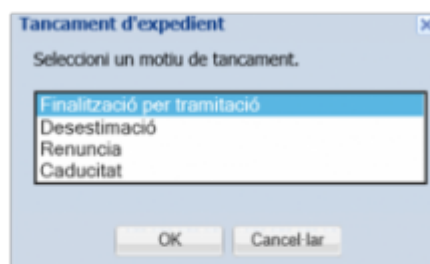 Tancament d'expedient
Seleccioni un motiu de tancament.
Finalització per tramitació
Desestimació
Renuncia
Caducitat
OK Cancel·lar